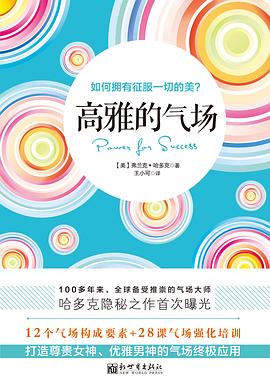 如何拥有征服一切的美?
高雅的气场
Power for Success
【美】弗兰克·哈多克 著
王小可 译
100多年来，全球备受推崇的气场大师
哈多克隐秘之作首次曝光
12个气场构成要素+28课气场强化培训
打造尊贵女神、优雅男神的气场终极应用
新世界出版社
NEW WORLD PRESS